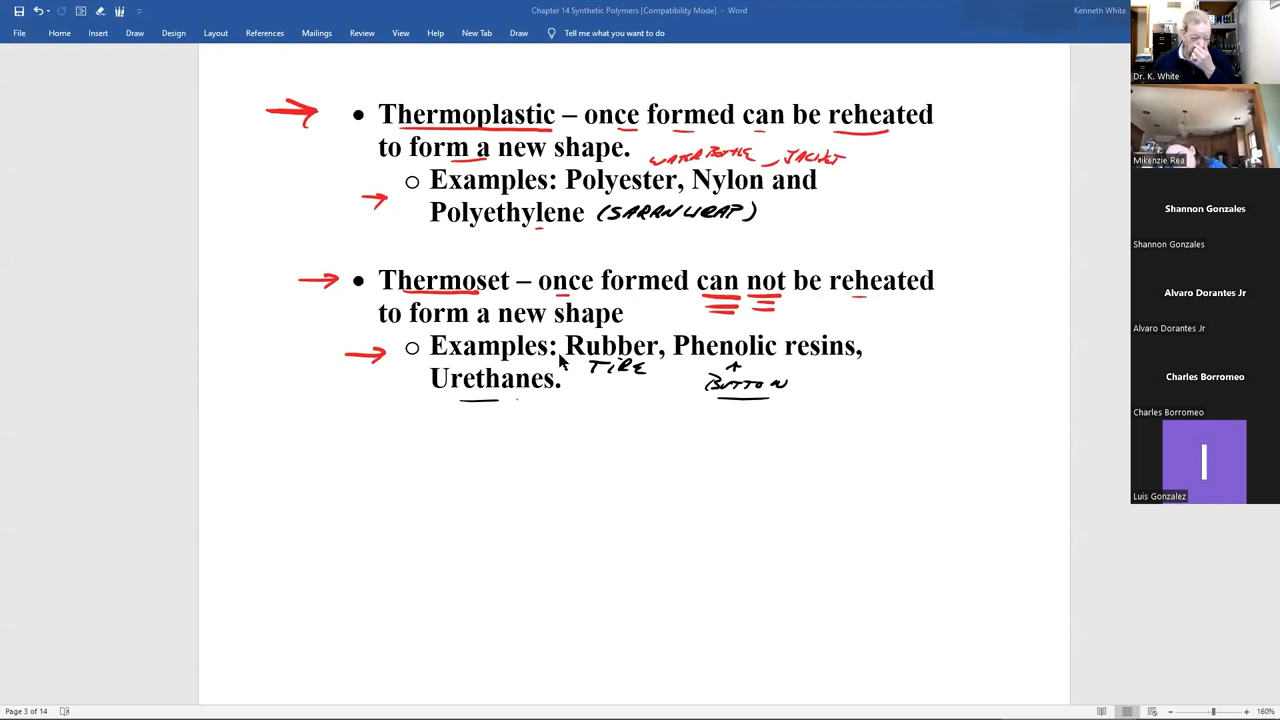 Chapter 14 Synthetic Polymers [Compatibility Mode] - Word
Kenneth White
File Home Insert Draw Design Layout References Mailings Review View Help New Tab Draw Tell me what you want to do
• Thermoplastic – once formed can be reheated
to form a new shape.
WATER BOTTLE JACKET
o Examples: Polyester, Nylon and
Polyethylene (SARAN WRAP)
• Thermoset – once formed can not be reheated
to form a new shape
o Examples: Rubber, Phenolic resins,
TIRE BUTTON
Urethanes.
Dr. K. White
Mikenzie Rea
Shannon Gonzales
Shannon Gonzales
Alvaro Dorantes Jr
Alvaro Dorantes Jr
Charles Borromeo
Charles Borromeo
l
Luis Gonzalez
Page 3 of 14
160%